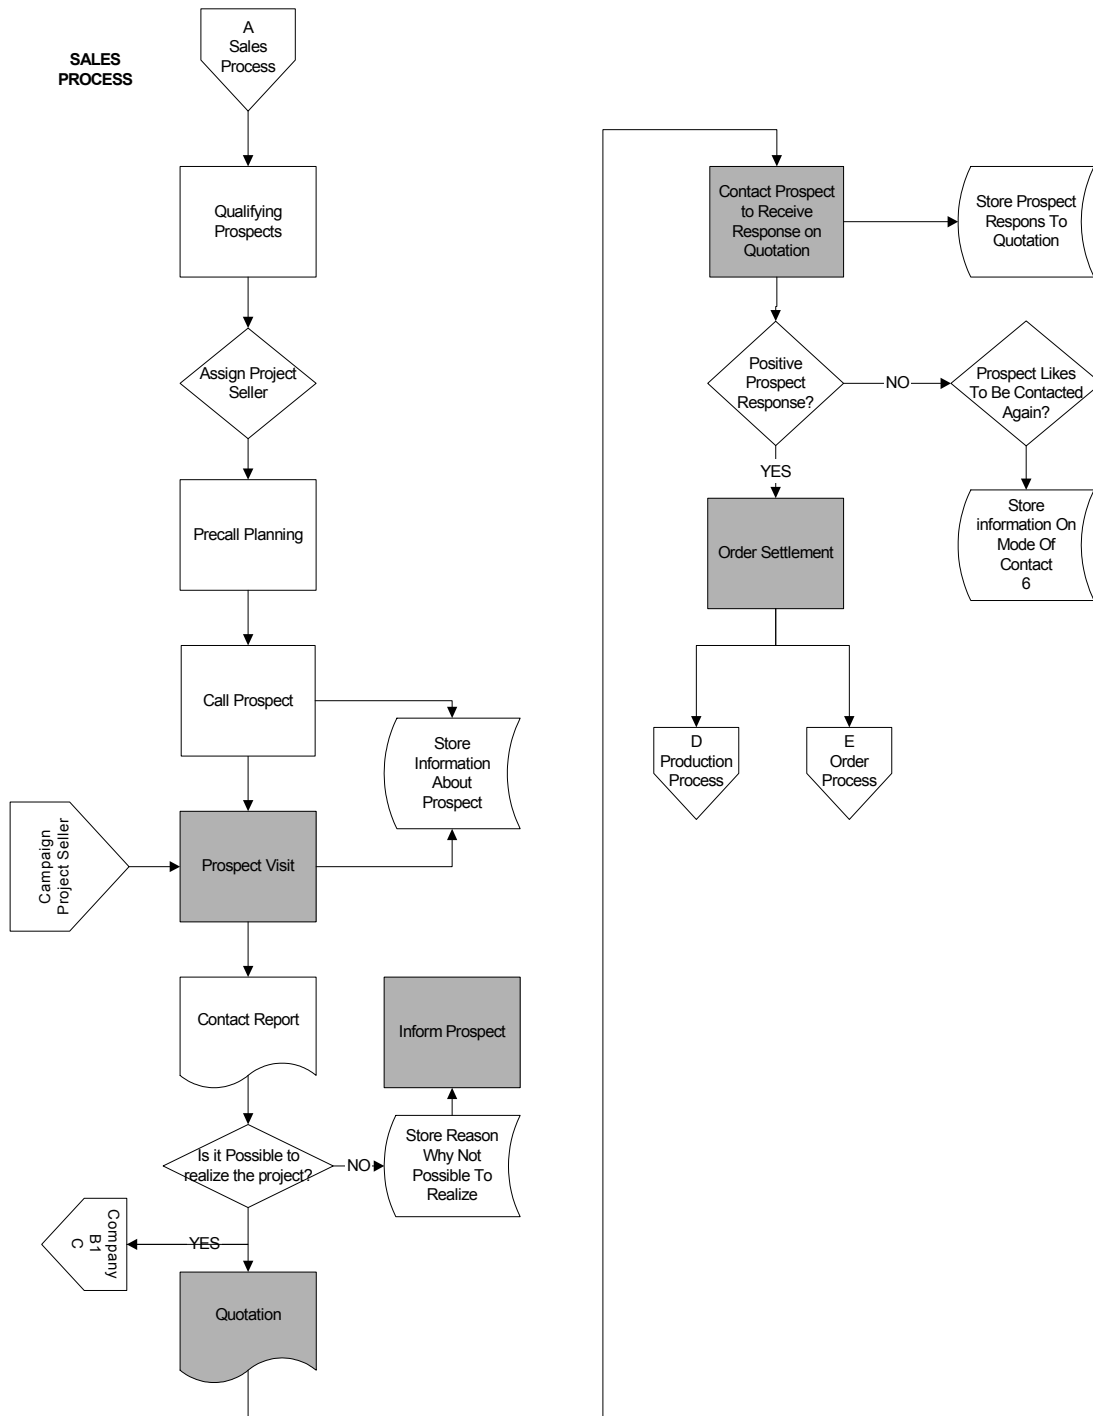 SALES
PROCESS
A
Sales
Process
Qualifying
Prospects
Assign Project
Seller
Precall Planning
Call Prospect
Store
Information
About
Prospect
Campaign
Project Seller
Prospect Visit
Contact Report
Inform Prospect
Is it Possible to
realize the project?
NO
Store Reason
Why Not
Possible To
Realize
YES
Company
B1
C
Quotation
Contact Prospect
to Receive
Response on
Quotation
Store Prospect
Respons To
Quotation
Positive
Prospect
Response?
NO
Prospect Likes
To Be Contacted
Again?
YES
Store
information On
Mode Of
Contact
6
Order Settlement
D
Production
Process
E
Order
Process